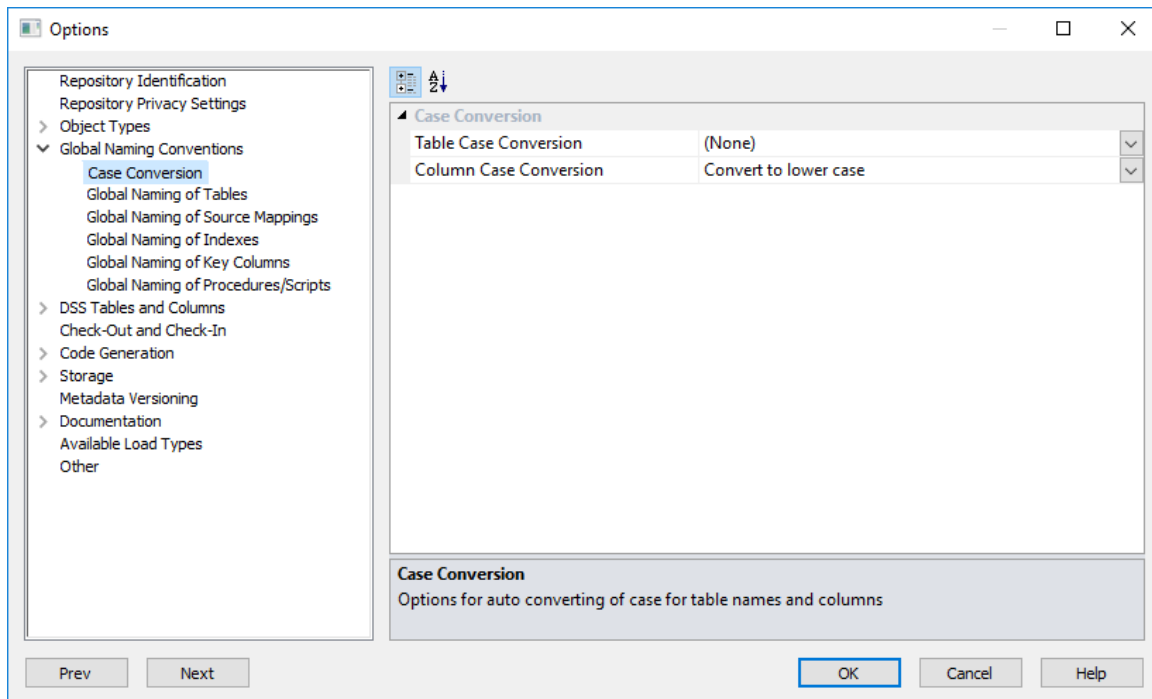 Options
Repository Identification
Repository Privacy Settings
Object Types
Global Naming Conventions
Case Conversion
Global Naming of Tables
Global Naming of Source Mappings
Global Naming of Indexes
Global Naming of Key Columns
Global Naming of Procedures/Scripts
DSS Tables and Columns
Check-Out and Check-In
Code Generation
Storage
Metadata Versioning
Documentation
Available Load Types
Other
Case Conversion
Table Case Conversion (None)
Column Case Conversion Convert to lower case
Case Conversion
Options for auto converting of case for table names and columns
Prev Next OK Cancel Help